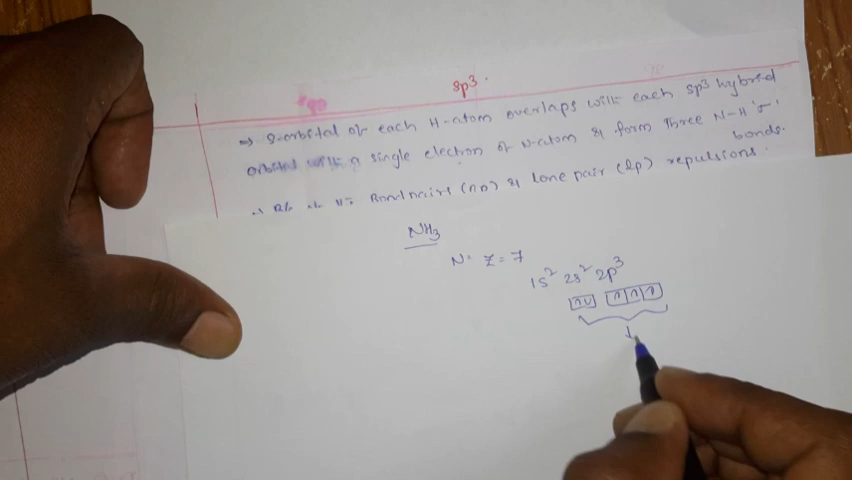 sp3.
⇒ S-orbital of each H-atom overlaps with each sp3 hybrid
orbital with a single electron of N-atom & form Three N-H 'σ'
bonds.
Bond pairs (bp) & Lone pair (lp) repulsions.
NH3
N = Z = 7
1s² 2s² 2p³